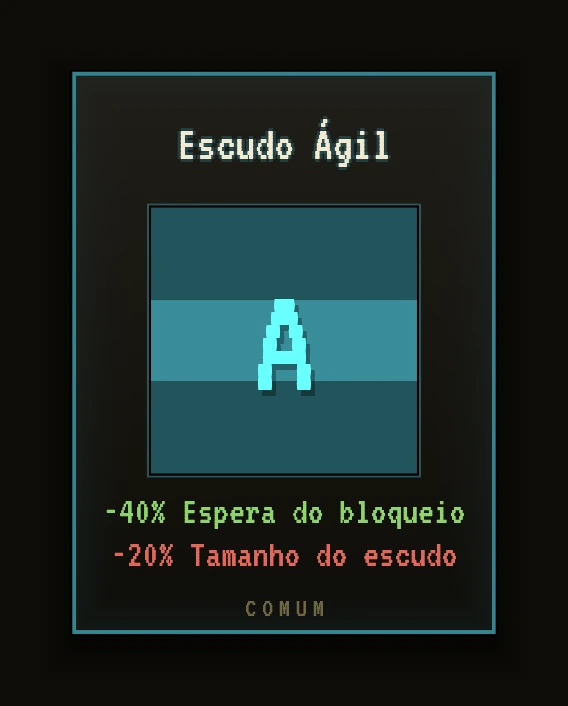 Escudo Ágil
A
-40% Espera do bloqueio
-20% Tamanho do escudo
COMUM